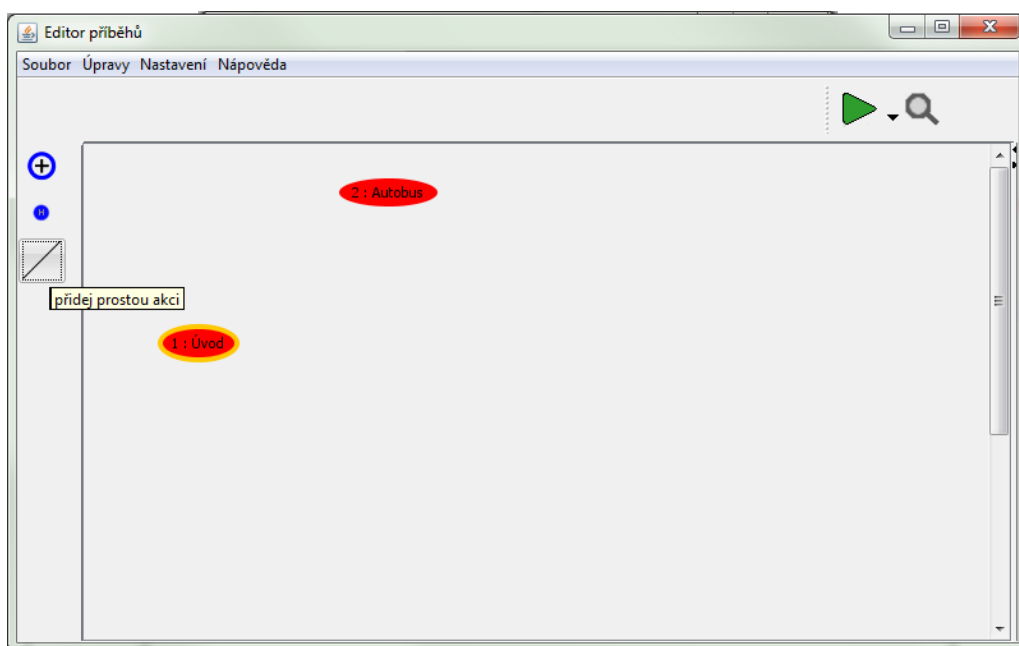 Editor příběhů
Soubor Úpravy Nastavení Nápověda
H
2 : Autobus
přidej prostou akci
1 : Úvod